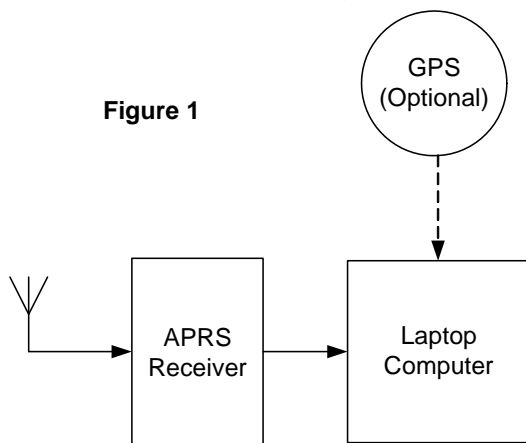 GPS
(Optional)
Figure 1
APRS
Receiver
Laptop
Computer